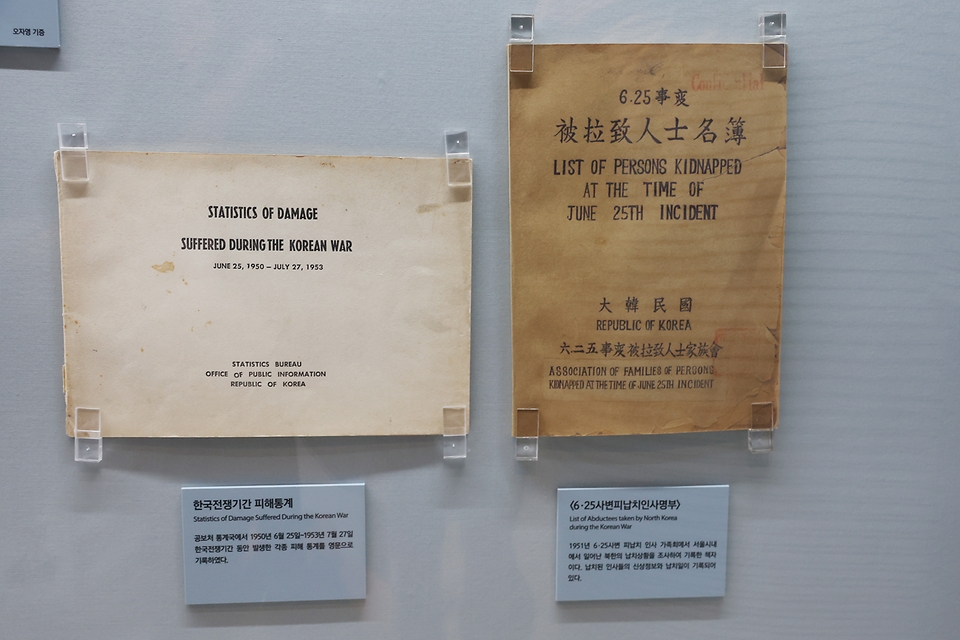 오자영 기증
STATISTICS OF DAMAGE
SUFFERED DURING THE KOREAN WAR
JUNE 25, 1950 – JULY 27, 1953
STATISTICS BUREAU
OFFICE OF PUBLIC INFORMATION
REPUBLIC OF KOREA
한국전쟁기간 피해통계
Statistics of Damage Suffered During the Korean War
공보처 통계국에서 1950년 6월 25일~1953년 7월 27일
한국전쟁기간 동안 발생한 각종 피해 통계를 영문으로
기록하였다.
Confidential
6.25事変
被拉致人士名簿
LIST OF PERSONS KIDNAPPED
AT THE TIME OF
JUNE 25TH INCIDENT
大韓民國
REPUBLIC OF KOREA
六二五事変被拉致人士家族會
ASSOCIATION OF FAMILIES OF PERSONS
KIDNAPPED AT THE TIME OF JUNE 25TH INCIDENT
〈6·25사변피납치인사명부〉
List of Abductees taken by North Korea
during the Korean War
1951년 6·25사변 피납치 인사 가족회에서 서울시내
에서 일어난 북한의 납치상황을 조사하여 기록한 책자
이다. 납치된 인사들의 신상정보와 납치일이 기록되어
있다.